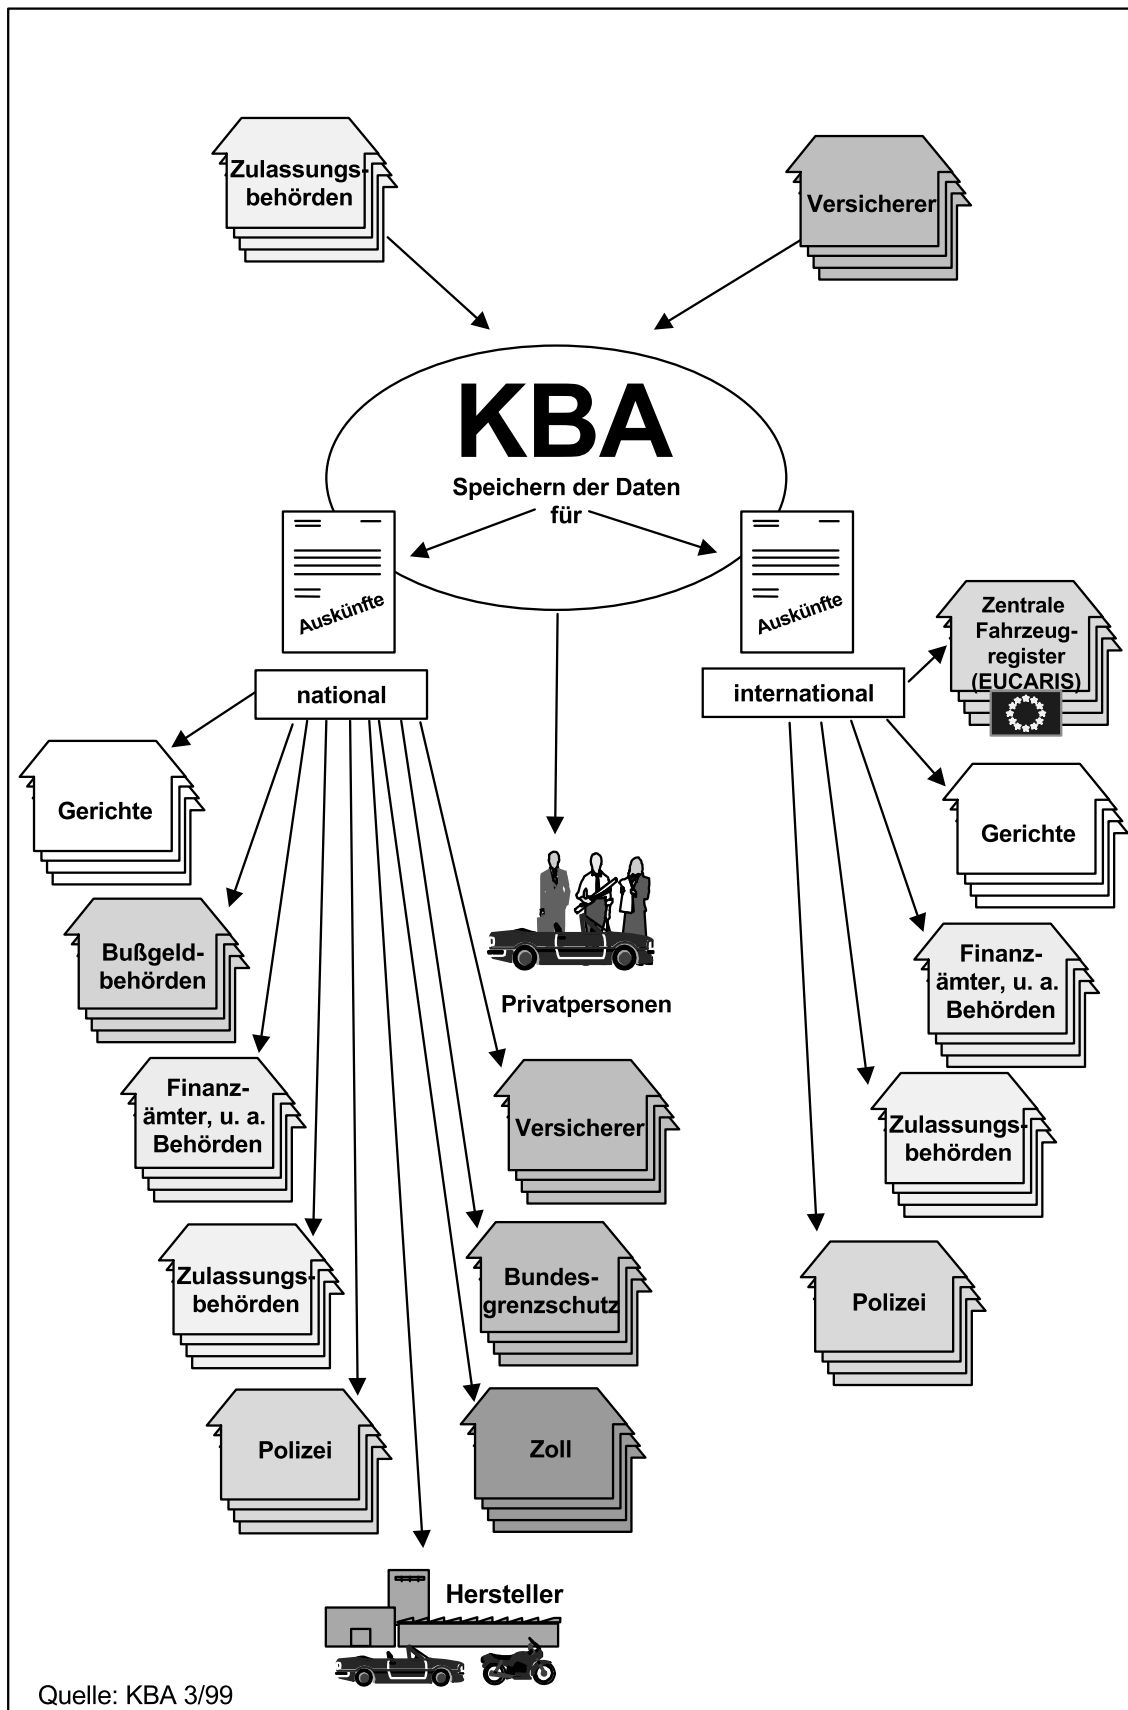 Zulassungs-
behörden
Versicherer
KBA
Speichern der Daten
für
Auskünfte
Auskünfte
national
international
Zentrale
Fahrzeug-
register
(EUCARIS)
Gerichte
Gerichte
Bußgeld-
behörden
Finanz-
ämter, u. a.
Behörden
Privatpersonen
Finanz-
ämter, u. a.
Behörden
Versicherer
Zulassungs-
behörden
Zulassungs-
behörden
Bundes-
grenzschutz
Polizei
Polizei
Zoll
Hersteller
Quelle: KBA 3/99